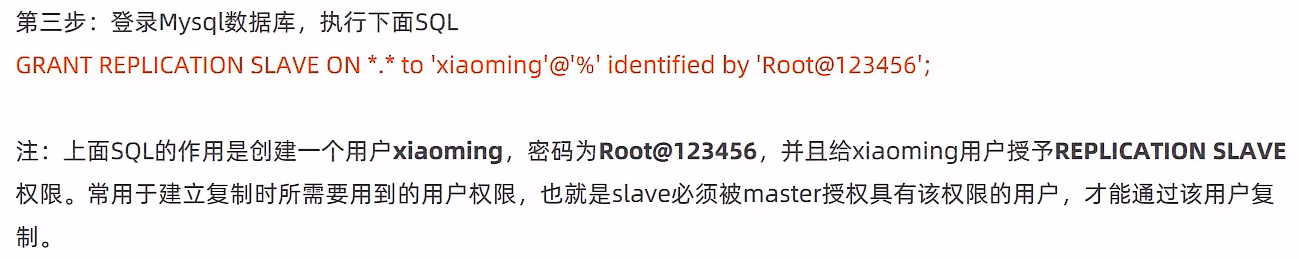 第三步：登录Mysql数据库，执行下面SQL
GRANT REPLICATION SLAVE ON *.* to 'xiaoming'@'%' identified by 'Root@123456';
注：上面SQL的作用是创建一个用户xiaoming，密码为Root@123456，并且给xiaoming用户授予REPLICATION SLAVE
权限。常用于建立复制时所需要用到的用户权限，也就是slave必须被master授权具有该权限的用户，才能通过该用户复
制。